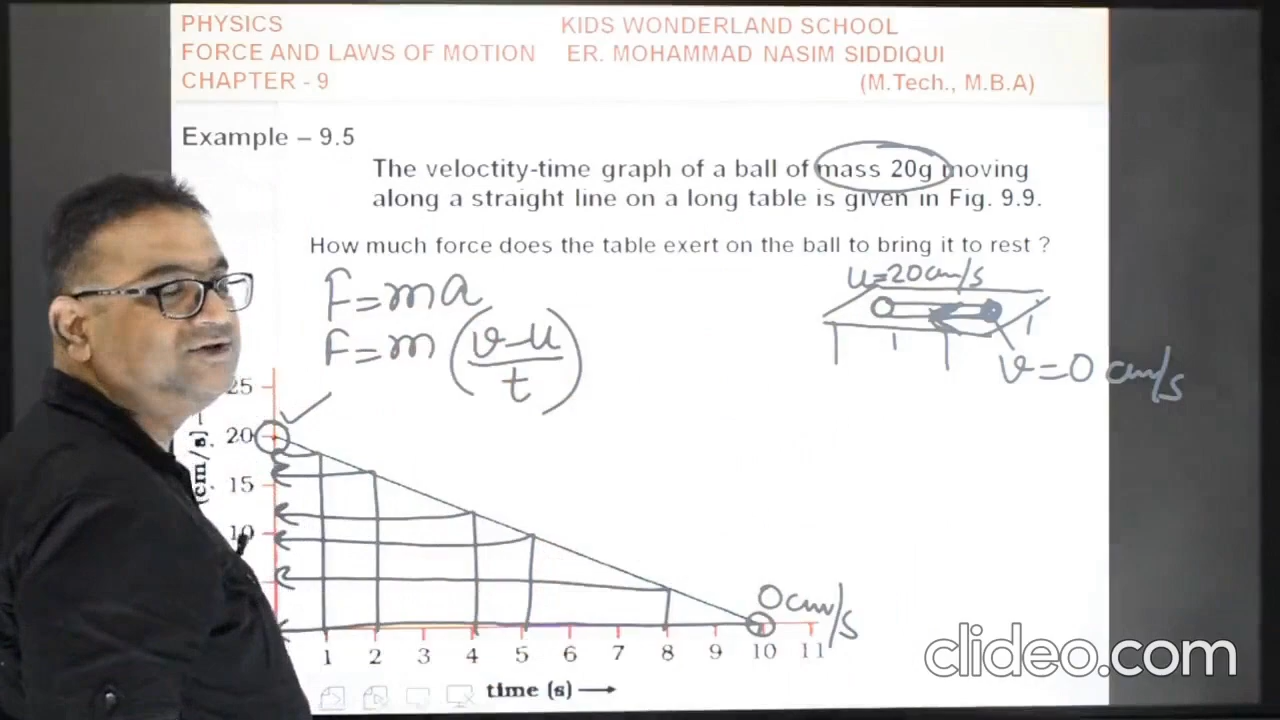 PHYSICS
KIDS WONDERLAND SCHOOL
FORCE AND LAWS OF MOTION
ER. MOHAMMAD NASIM SIDDIQUI
CHAPTER - 9
(M.Tech., M.B.A)
Example – 9.5
The veloctity-time graph of a ball of mass 20g moving
along a straight line on a long table is given in Fig. 9.9.
How much force does the table exert on the ball to bring it to rest ?
F=ma
u=20cm/s
F=m(v-u/t)
v=0 cm/s
25
20
15
10
(cm/s)
0cm/s
1 2 3 4 5 6 7 8 9 10 11
time (s)
clideo.com